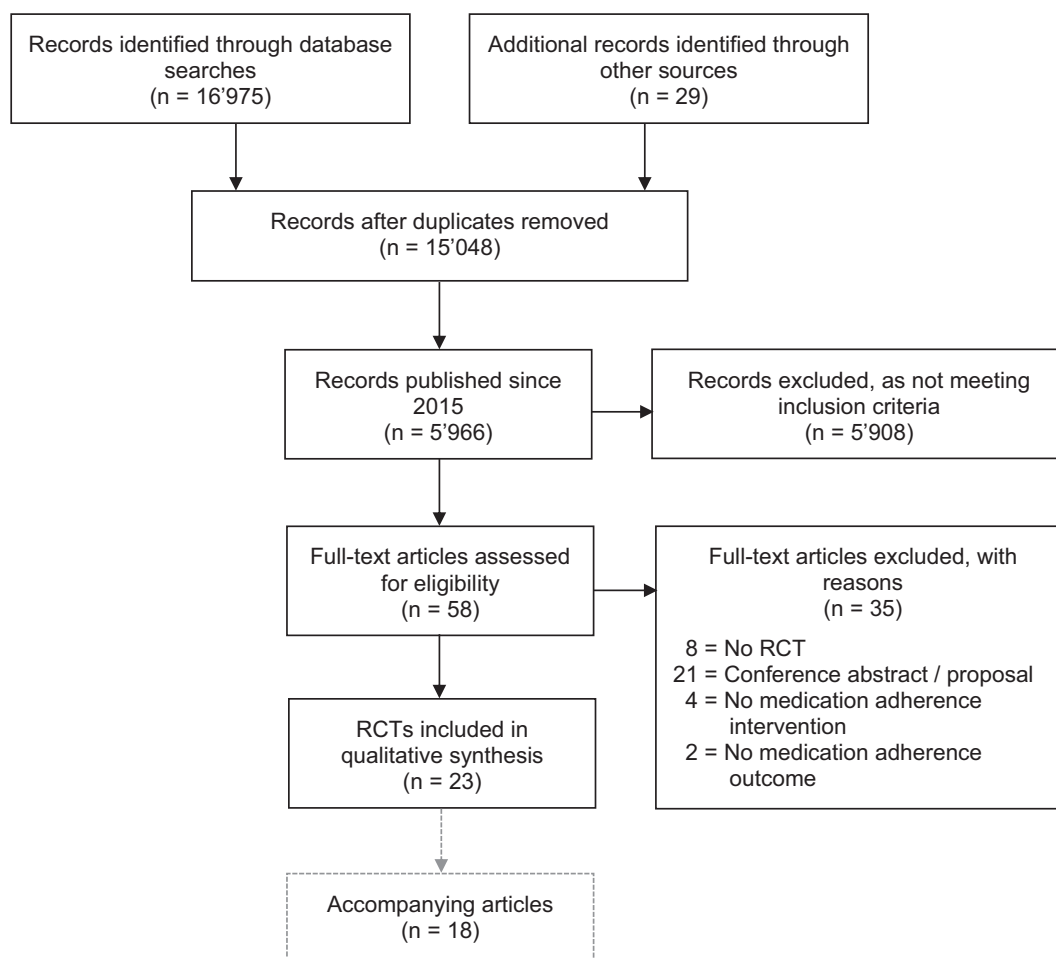 Records identified through database
searches
(n = 16’975)
Additional records identified through
other sources
(n = 29)
Records after duplicates removed
(n = 15’048)
Records published since
2015
(n = 5’966)
Records excluded, as not meeting
inclusion criteria
(n = 5’908)
Full-text articles assessed
for eligibility
(n = 58)
Full-text articles excluded, with
reasons
(n = 35)
8 = No RCT
21 = Conference abstract / proposal
4 = No medication adherence
intervention
2 = No medication adherence
outcome
RCTs included in
qualitative synthesis
(n = 23)
Accompanying articles
(n = 18)